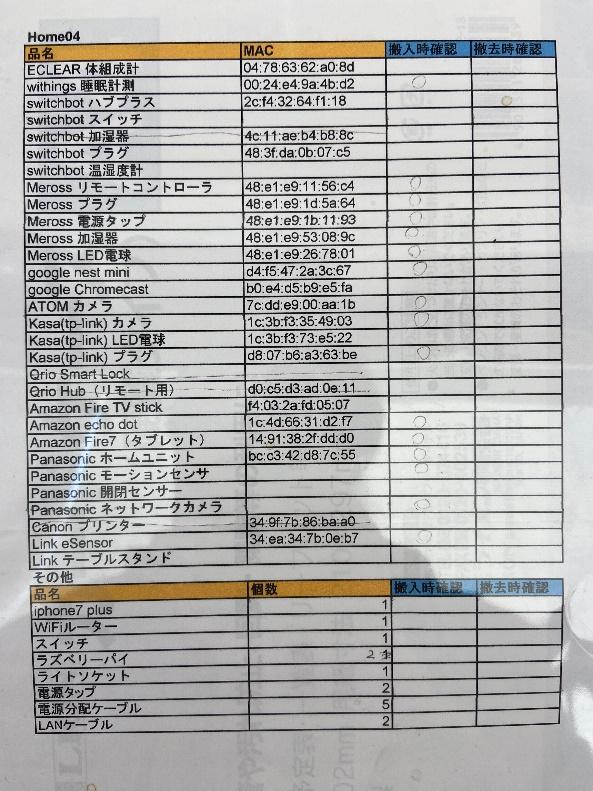 Home04
品名 MAC 搬入時確認 撤去時確認
ECLEAR 体組成計 04:78:63:62:a0:8d
withings 睡眠計測 00:24:e4:9a:4b:d2 ○
switchbot ハブプラス 2c:f4:32:64:f1:18 ○
switchbot スイッチ
switchbot 加湿器 4c:11:ae:b4:b8:8c
switchbot プラグ 48:3f:da:0b:07:c5
switchbot 温湿度計
Meross リモートコントローラ 48:e1:e9:11:56:c4 ○
Meross プラグ 48:e1:e9:1d:5a:64 ○
Meross 電源タップ 48:e1:e9:1b:11:93 ○
Meross 加湿器 48:e1:e9:53:08:9c ○
Meross LED電球 48:e1:e9:26:78:01 ○
google nest mini d4:f5:47:2a:3c:67 ○
google Chromecast b0:e4:d5:b9:e5:fa
ATOM カメラ 7c:dd:e9:00:aa:1b ○
Kasa(tp-link) カメラ 1c:3b:f3:35:49:03 ○
Kasa(tp-link) LED電球 1c:3b:f3:73:e5:22
Kasa(tp-link) プラグ d8:07:b6:a3:63:be ○
Qrio Smart Lock
Qrio Hub（リモート用） d0:c5:d3:ad:0e:11
Amazon Fire TV stick f4:03:2a:fd:05:07
Amazon echo dot 1c:4d:66:31:d2:f7 ○
Amazon Fire7（タブレット） 14:91:38:2f:dd:d0 ○
Panasonic ホームユニット bc:c3:42:d8:7c:55 ○
Panasonic モーションセンサ ○
Panasonic 開閉センサー
Panasonic ネットワークカメラ ○
Canon プリンター 34:9f:7b:86:ba:a0
Link eSensor 34:ea:34:7b:0e:b7 ○
Link テーブルスタンド
その他
品名 個数 搬入時確認 撤去時確認
iphone7 plus 1
WiFiルーター 1
スイッチ 1
ラズベリーパイ 2
ライトソケット 1
電源タップ 2
電源分配ケーブル 5
LANケーブル 2